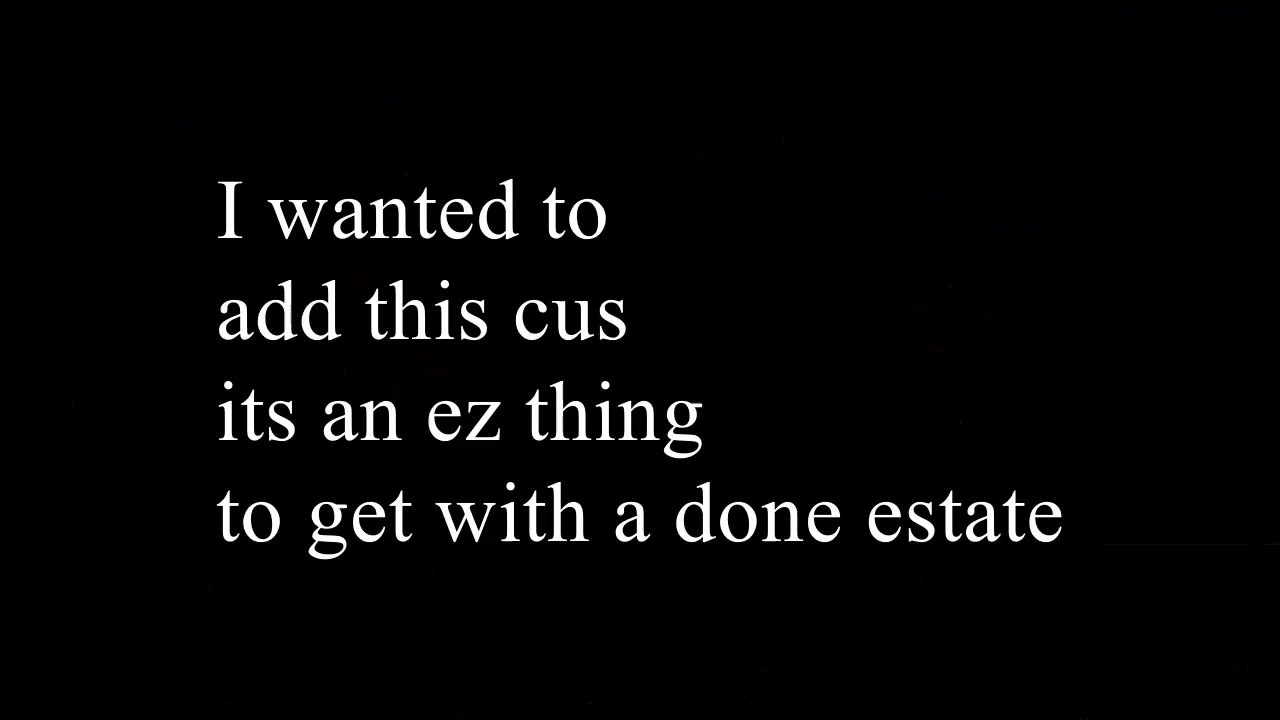 I wanted to
add this cus
its an ez thing
to get with a done estate